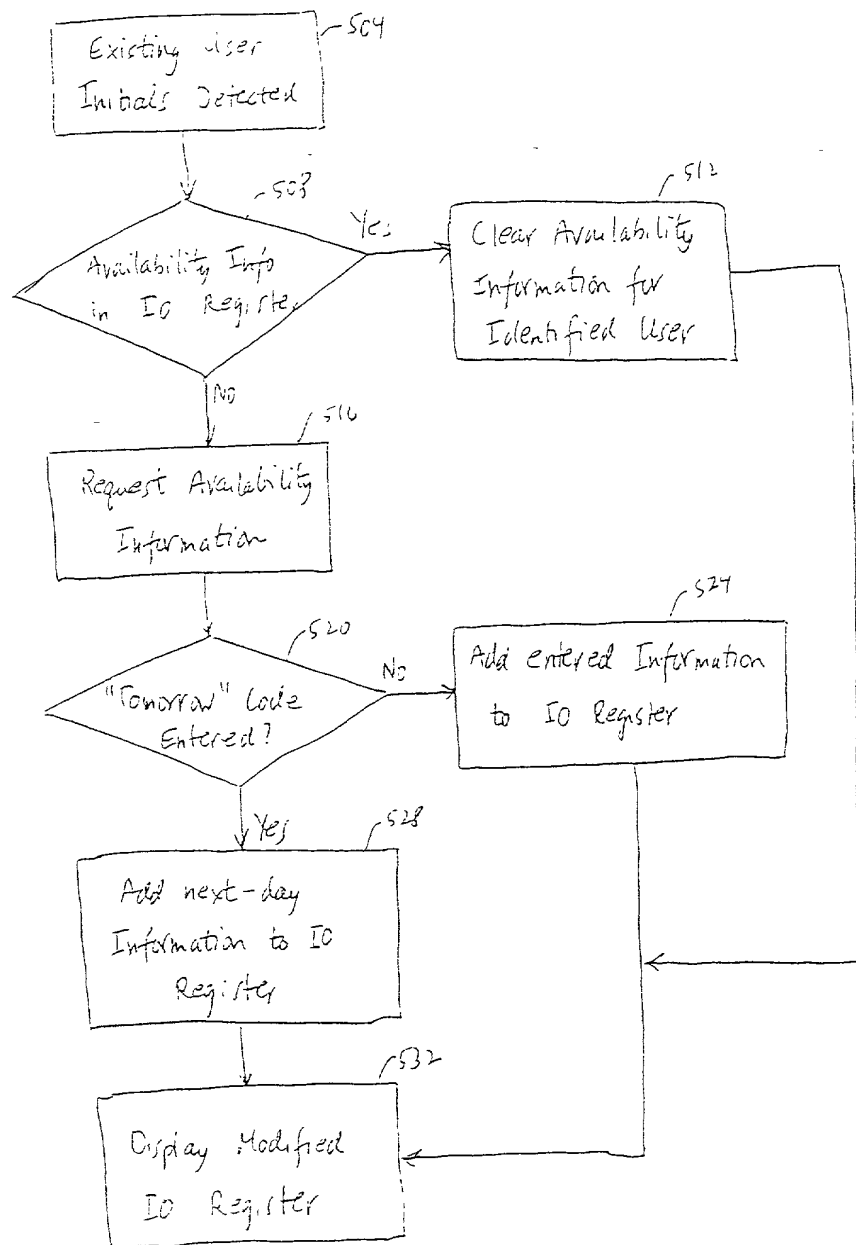 504
Existing User
Initials Detected
508
Availability Info
in IO Register
Yes
512
Clear Availability
Information for
Identified User
No
516
Request Availability
Information
520
"Tomorrow" Code
Entered?
No
524
Add entered Information
to IO Register
Yes
528
Add next-day
Information to IO
Register
532
Display Modified
IO Register